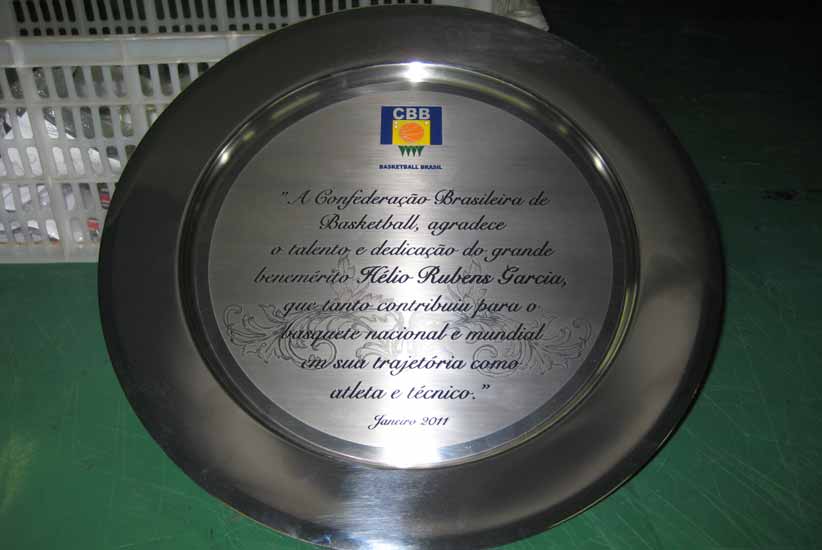 CBB
BASKETBALL BRASIL
"A Confederação Brasileira de
Basketball, agradece
o talento e dedicação do grande
benemérito Hélio Rubens Garcia,
que tanto contribuiu para o
basquete nacional e mundial
em sua trajetória como
atleta e técnico."
Janeiro 2011